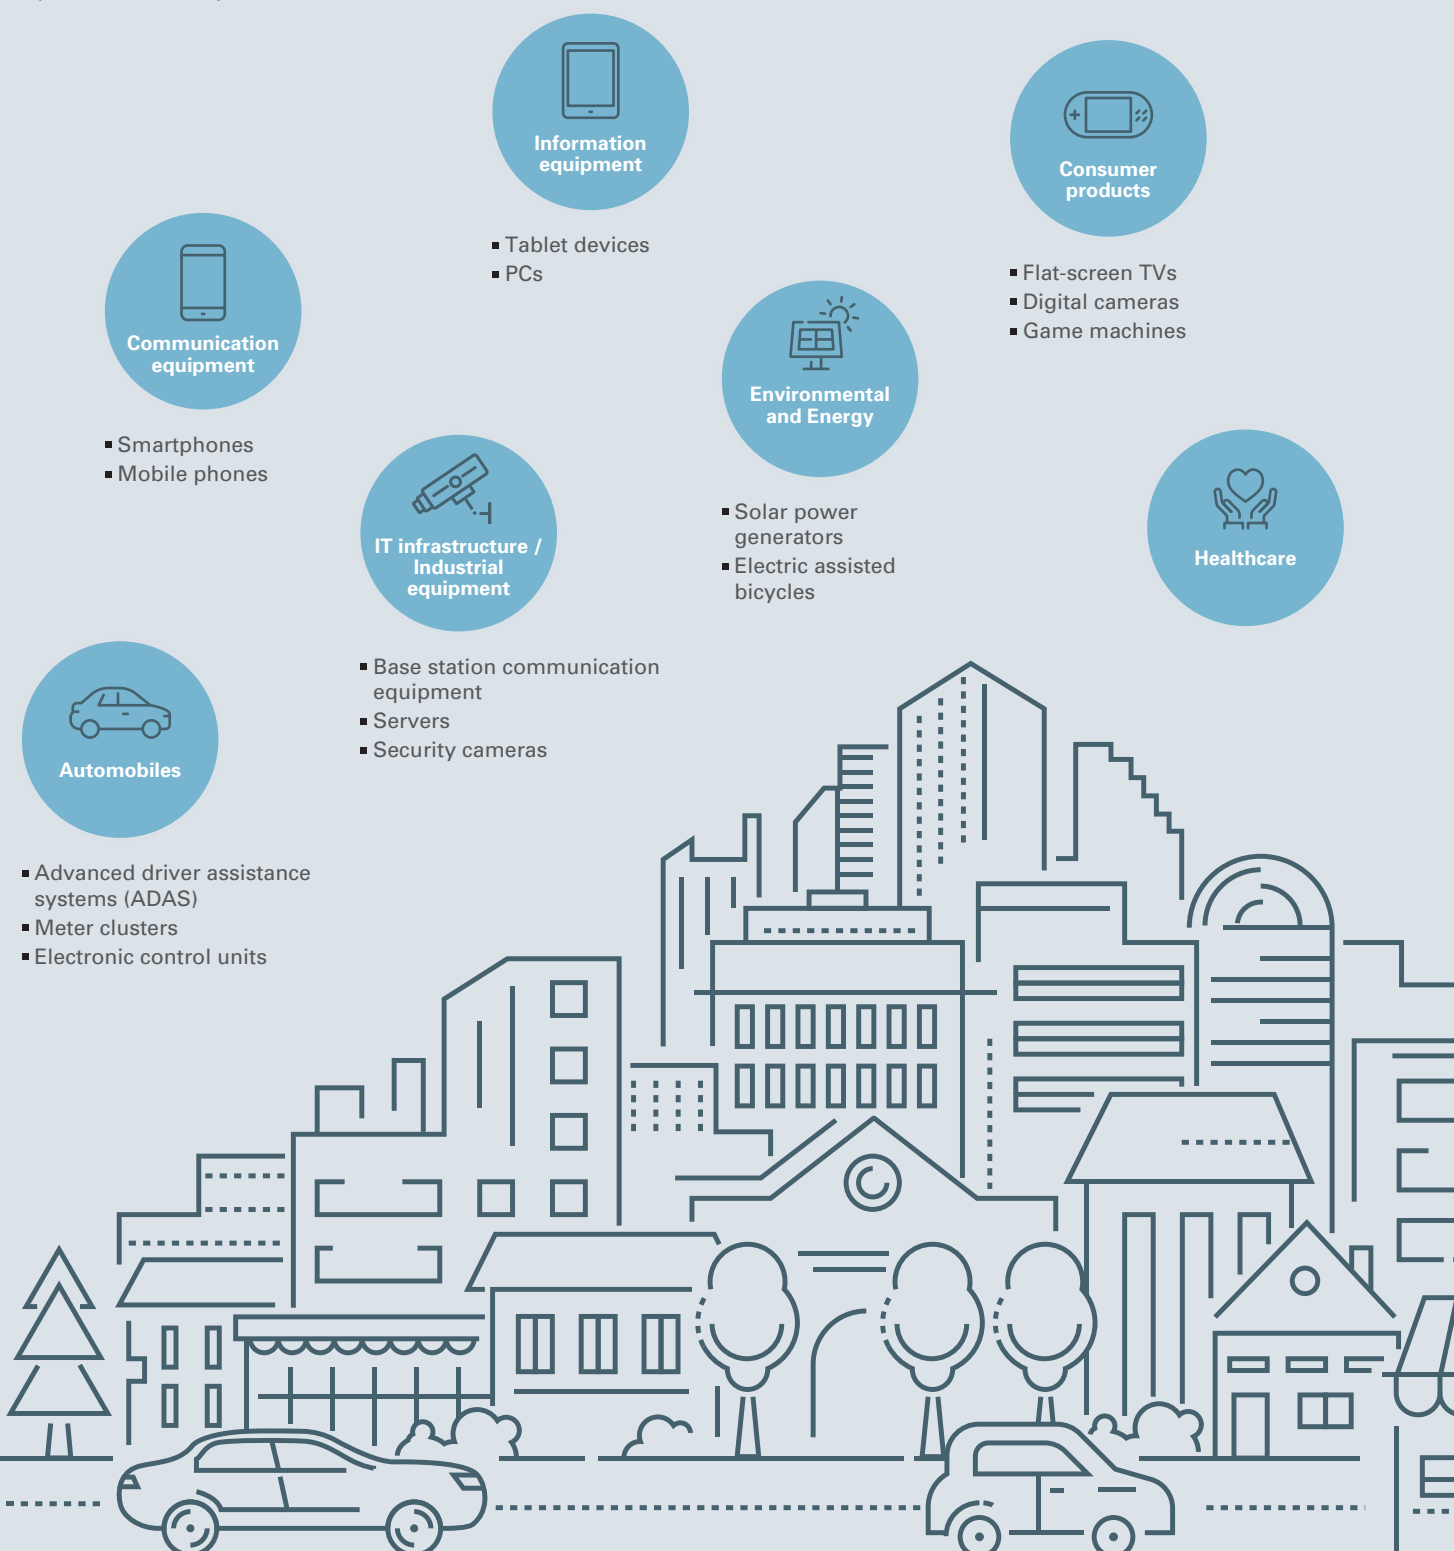 Information
equipment
■ Tablet devices
■ PCs
Consumer
products
■ Flat-screen TVs
■ Digital cameras
■ Game machines
Communication
equipment
■ Smartphones
■ Mobile phones
Environmental
and Energy
■ Solar power
generators
■ Electric assisted
bicycles
IT infrastructure /
Industrial
equipment
■ Base station communication
equipment
■ Servers
■ Security cameras
Healthcare
Automobiles
■ Advanced driver assistance
systems (ADAS)
■ Meter clusters
■ Electronic control units